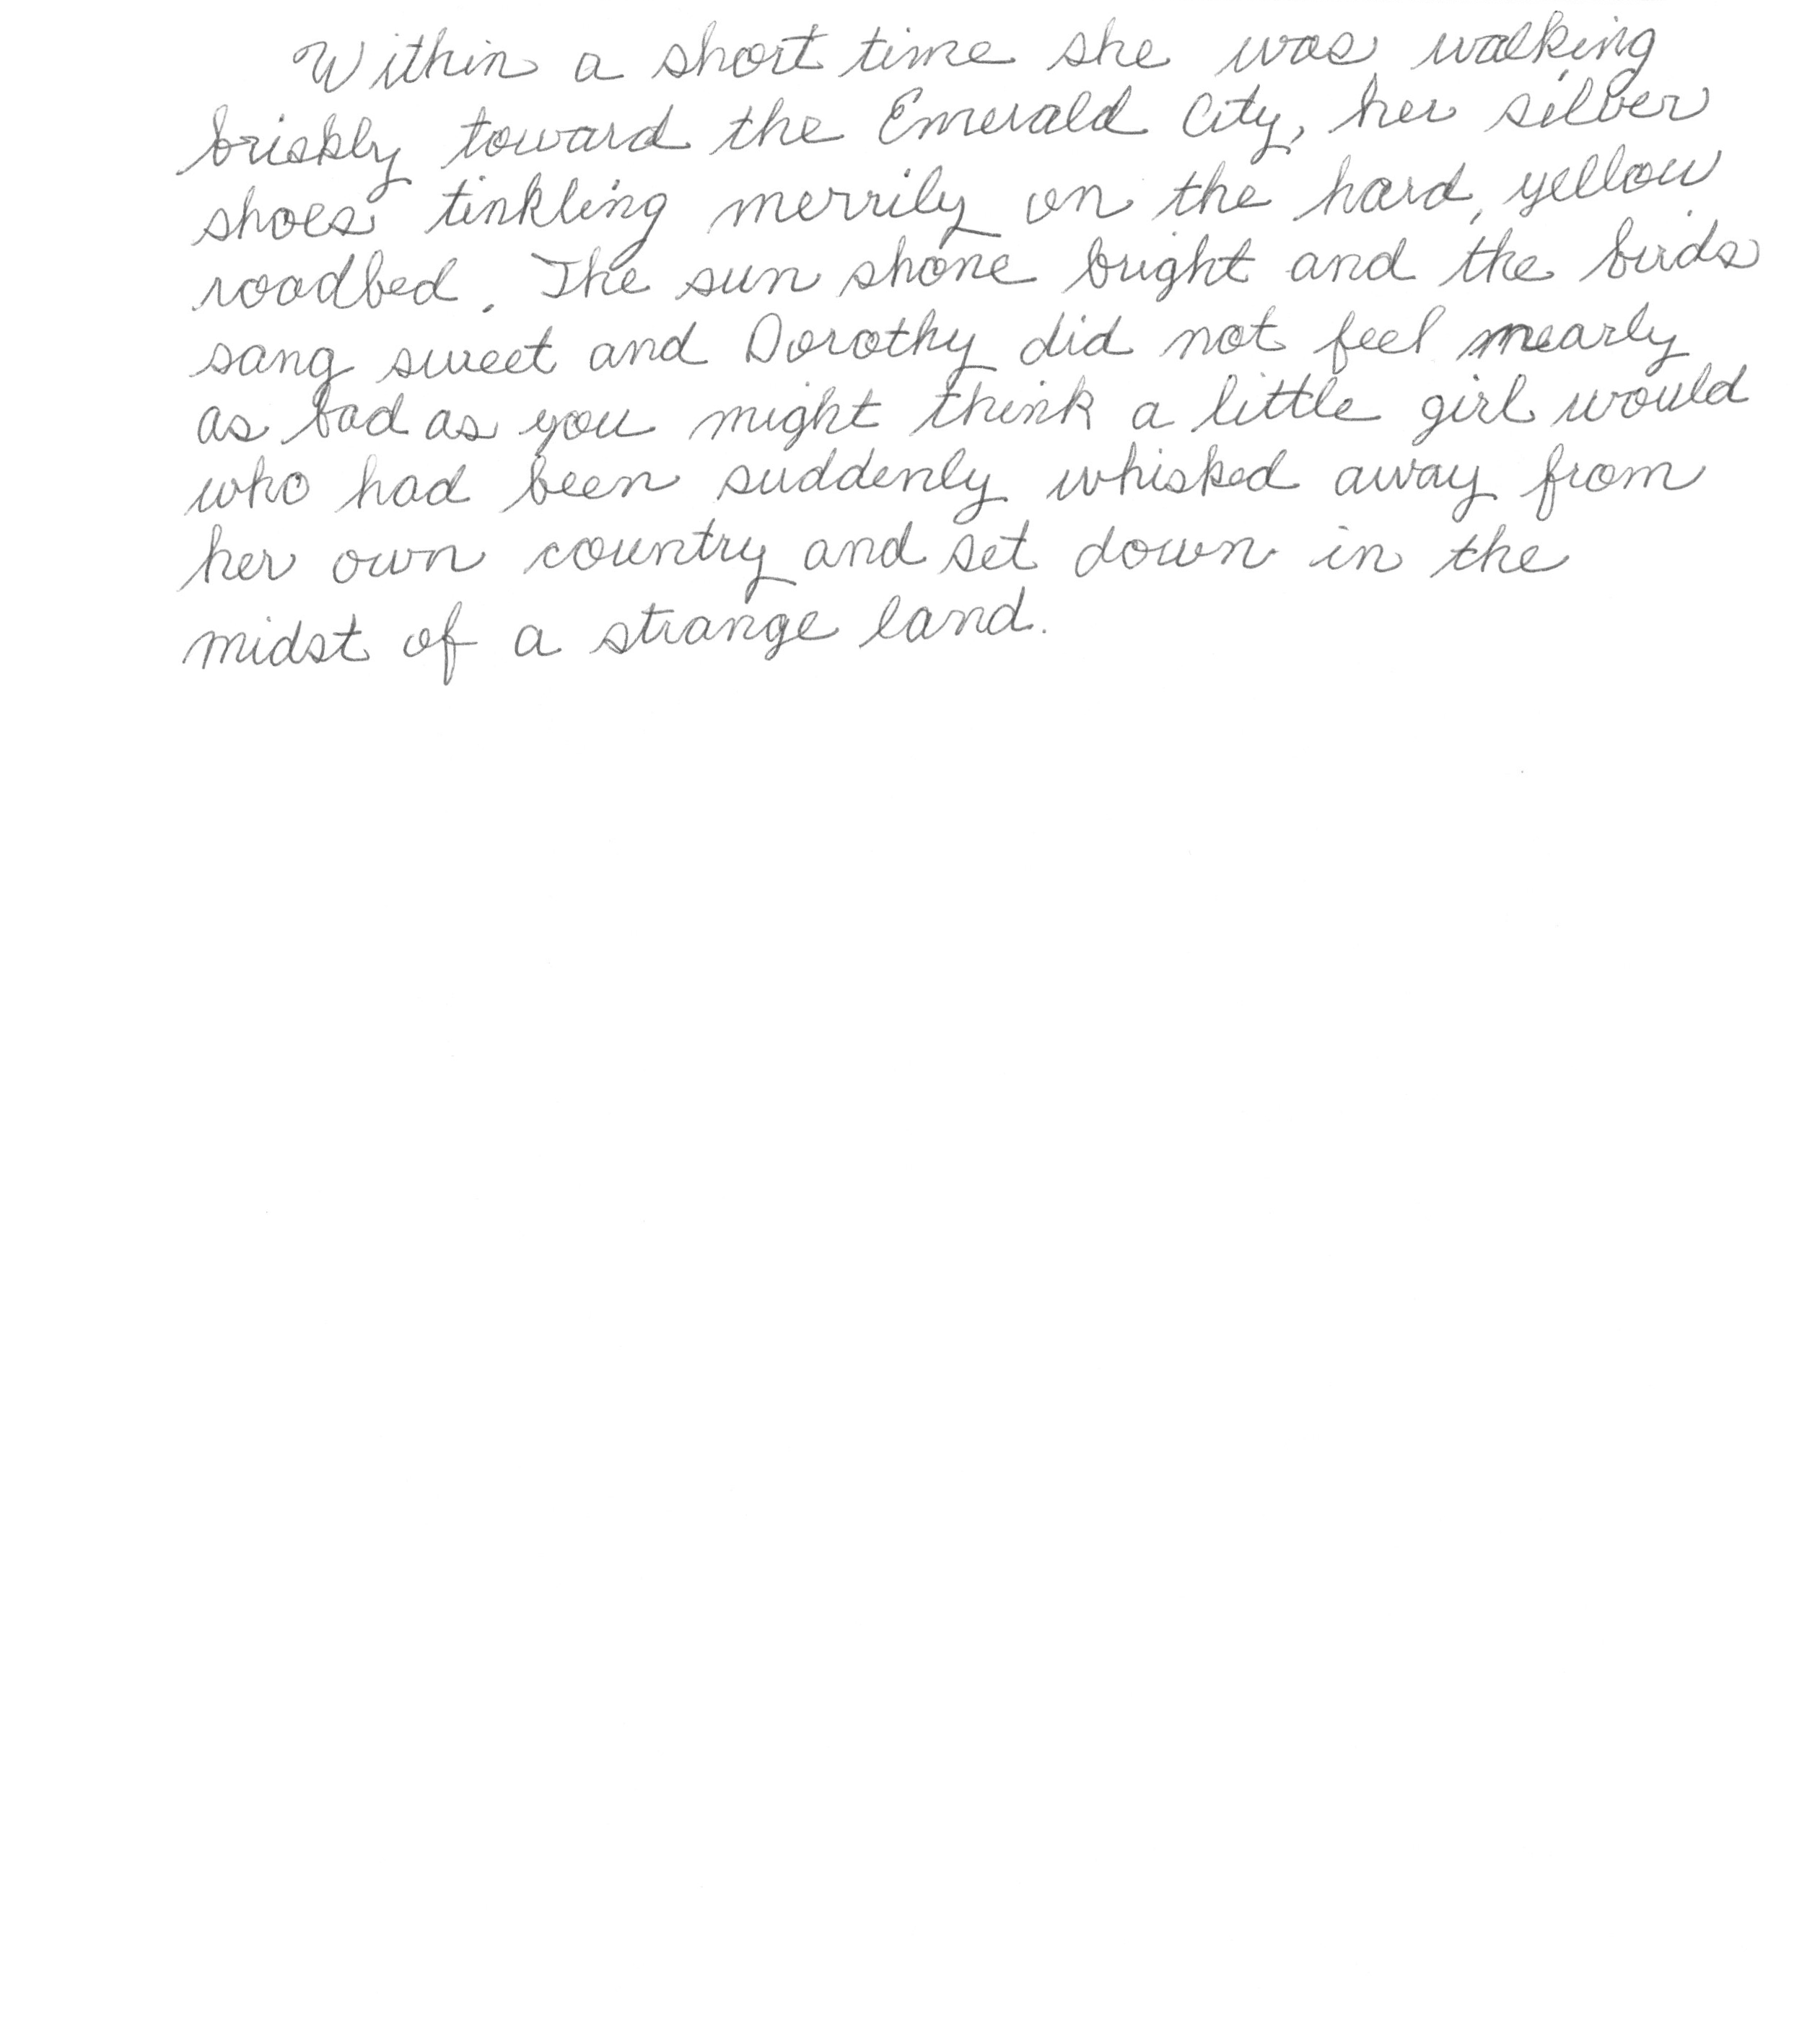 Within a short time she was walking
briskly toward the Emerald City, her silver
shoes tinkling merrily on the hard, yellow
roadbed. The sun shone bright and the birds
sang sweet and Dorothy did not feel nearly
as bad as you might think a little girl would
who had been suddenly whisked away from
her own country and set down in the
midst of a strange land.